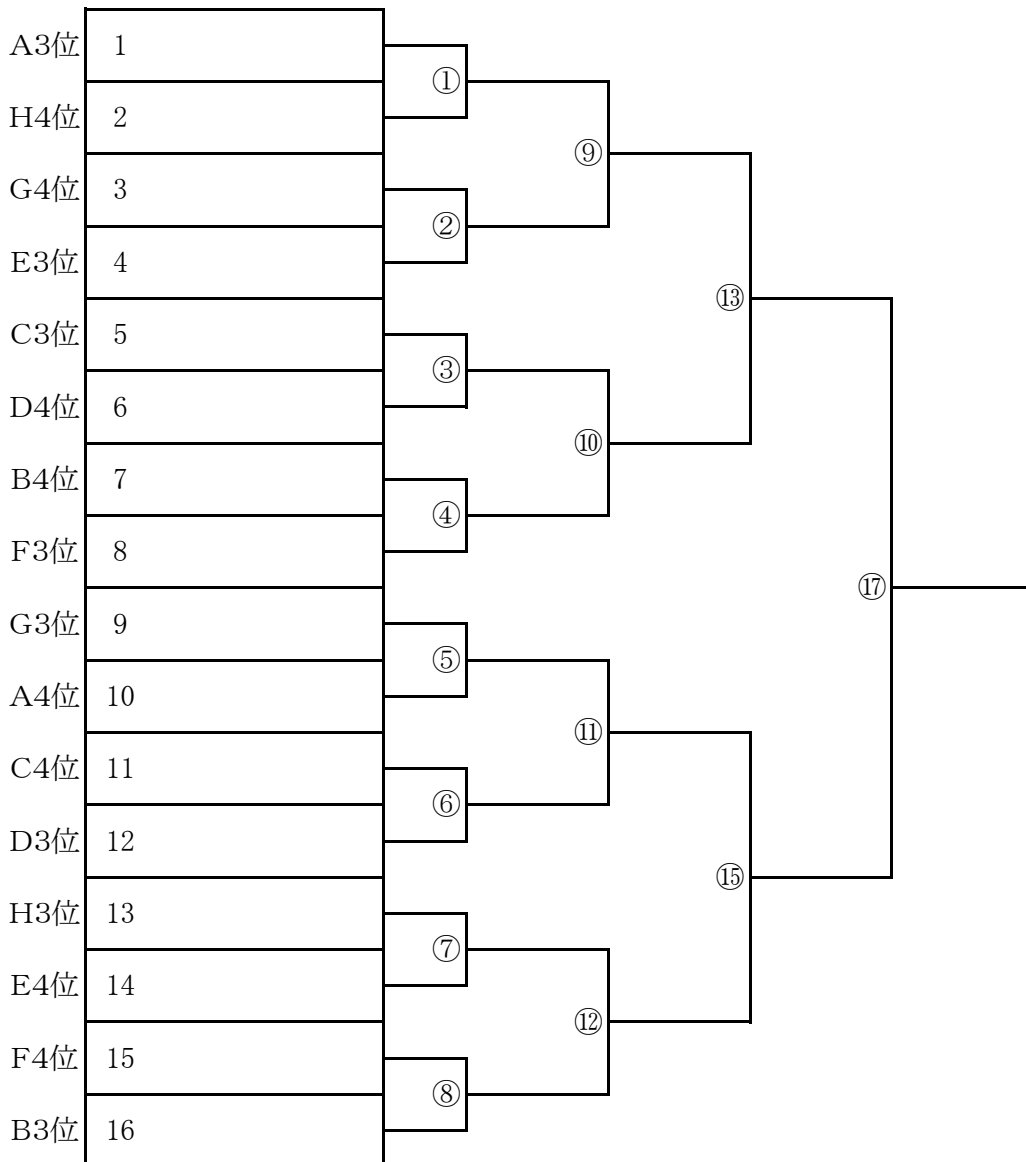 A3位 1
①
H4位 2
⑨
G4位 3
②
E3位 4
⑬
C3位 5
③
D4位 6
⑩
B4位 7
④
F3位 8
⑰
G3位 9
⑤
A4位 10
⑪
C4位 11
⑥
D3位 12
⑮
H3位 13
⑦
E4位 14
⑫
F4位 15
⑧
B3位 16